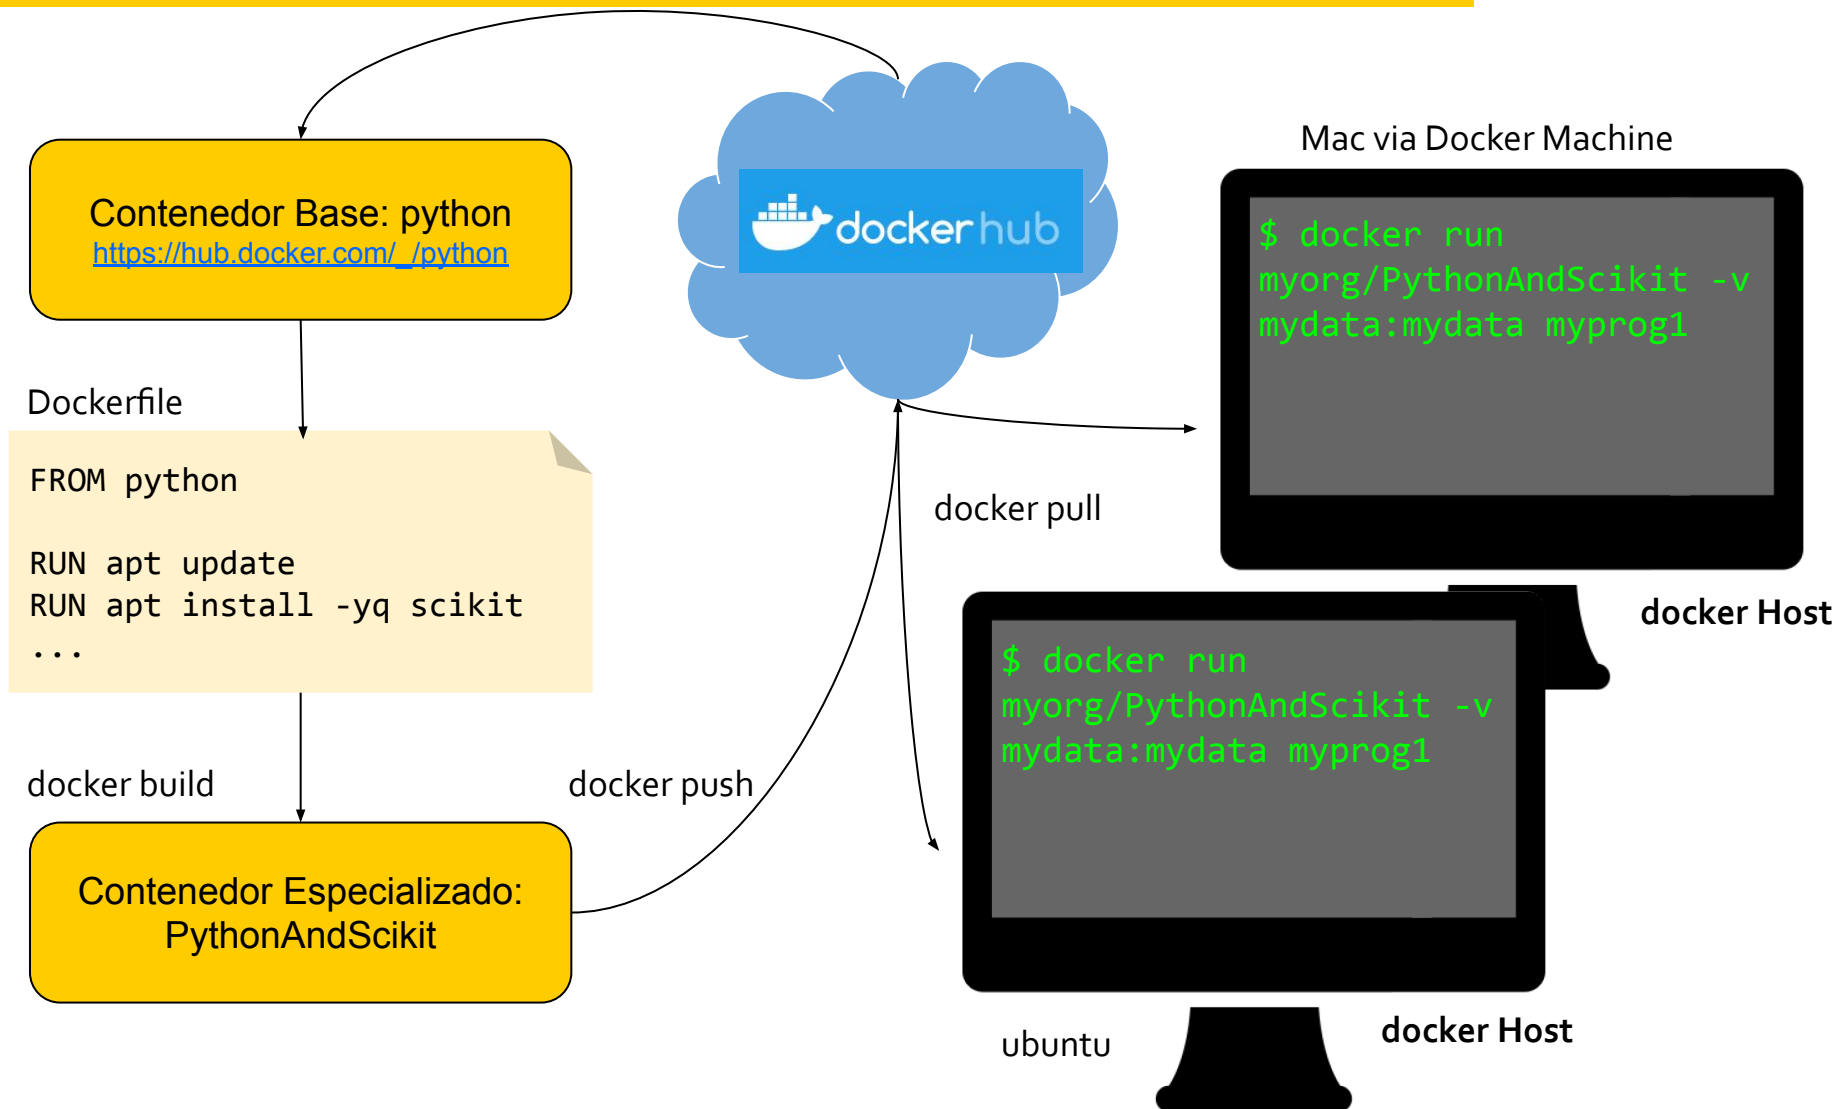 Contenedor Base: python
https://hub.docker.com/_/python
Dockerfile
FROM python
RUN apt update
RUN apt install -yq scikit
...
docker build
Contenedor Especializado:
PythonAndScikit
docker push
dockerhub
docker pull
Mac via Docker Machine
$ docker run
myorg/PythonAndScikit -v
mydata:mydata myprog1
docker Host
$ docker run
myorg/PythonAndScikit -v
mydata:mydata myprog1
ubuntu
docker Host